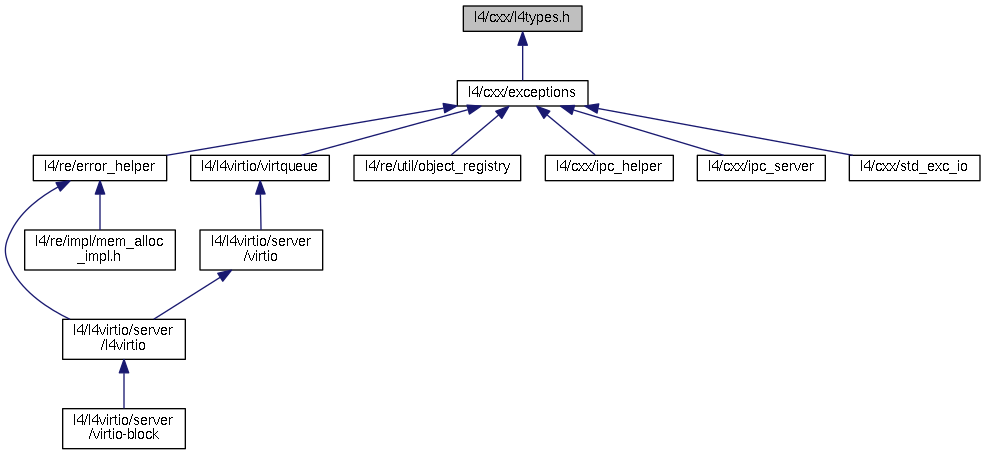 l4/cxx/l4types.h
l4/cxx/exceptions
l4/re/error_helper
l4/l4virtio/virtqueue
l4/re/util/object_registry
l4/cxx/ipc_helper
l4/cxx/ipc_server
l4/cxx/std_exc_io
l4/re/impl/mem_alloc
_impl.h
l4/l4virtio/server
/virtio
l4/l4virtio/server
/l4virtio
l4/l4virtio/server
/virtio-block